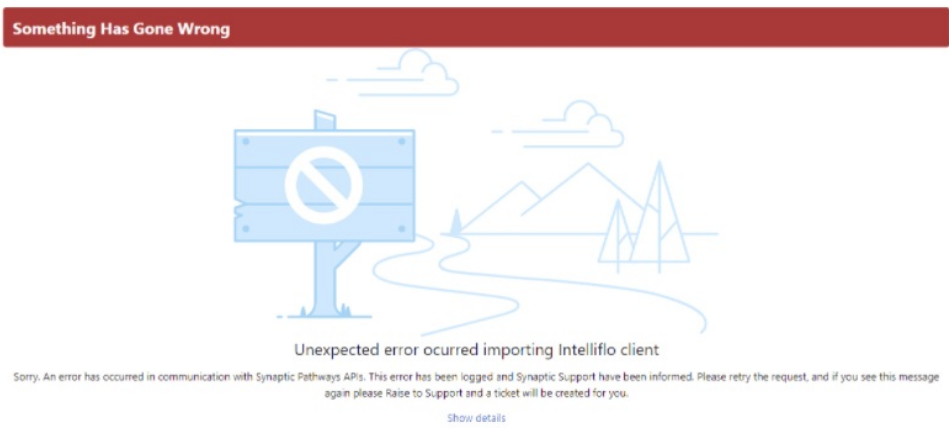 Something Has Gone Wrong
Unexpected error ocurred importing Intelliflo client
Sorry. An error has occurred in communication with Synaptic Pathways APIs. This error has been logged and Synaptic Support have been informed. Please retry the request, and if you see this message
again please Raise to Support and a ticket will be created for you.
Show details